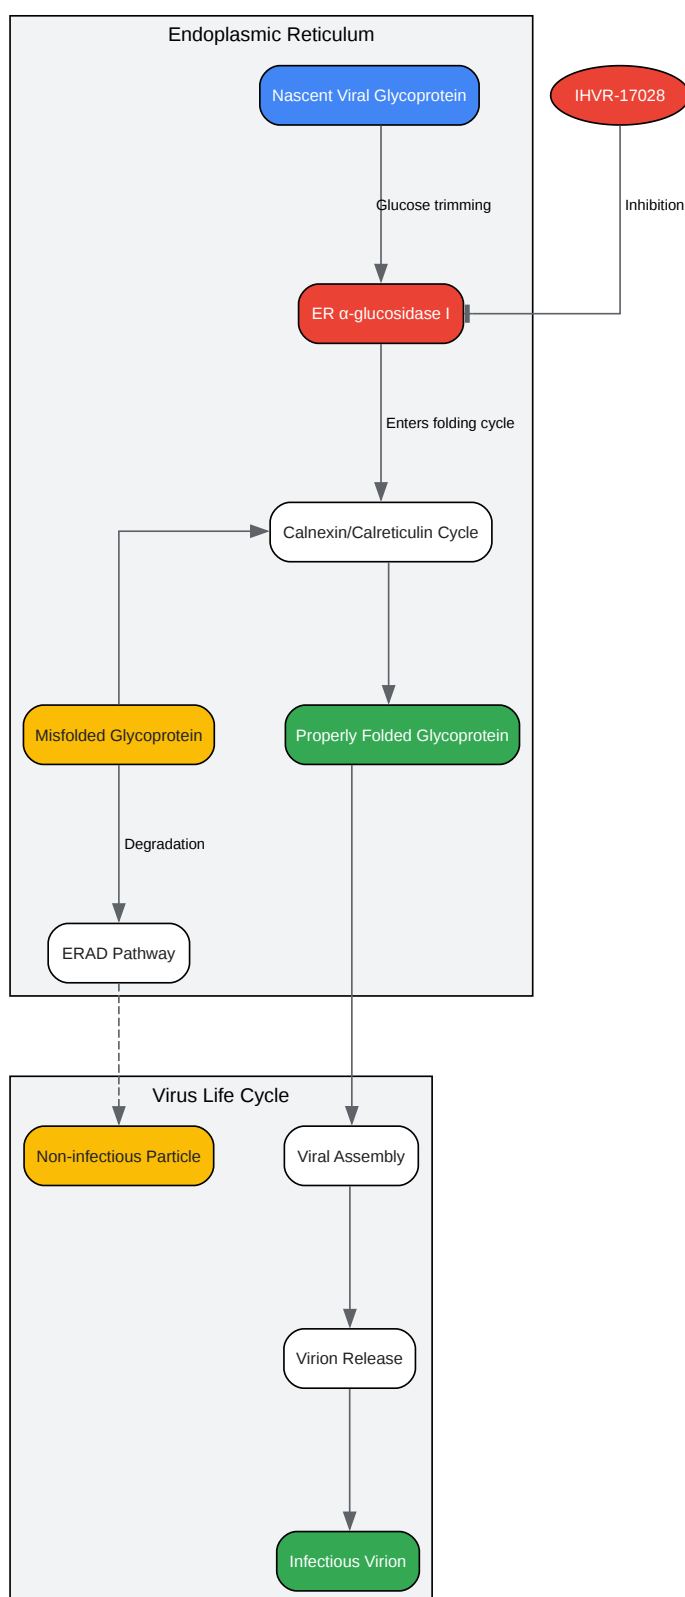 Endoplasmic Reticulum
Nascent Viral Glycoprotein
IHVR-17028
Glucose trimming
Inhibition
ER α-glucosidase I
Enters folding cycle
Calnexin/Calreticulin Cycle
Misfolded Glycoprotein
Properly Folded Glycoprotein
Degradation
ERAD Pathway
Virus Life Cycle
Non-infectious Particle
Viral Assembly
Virion Release
Infectious Virion